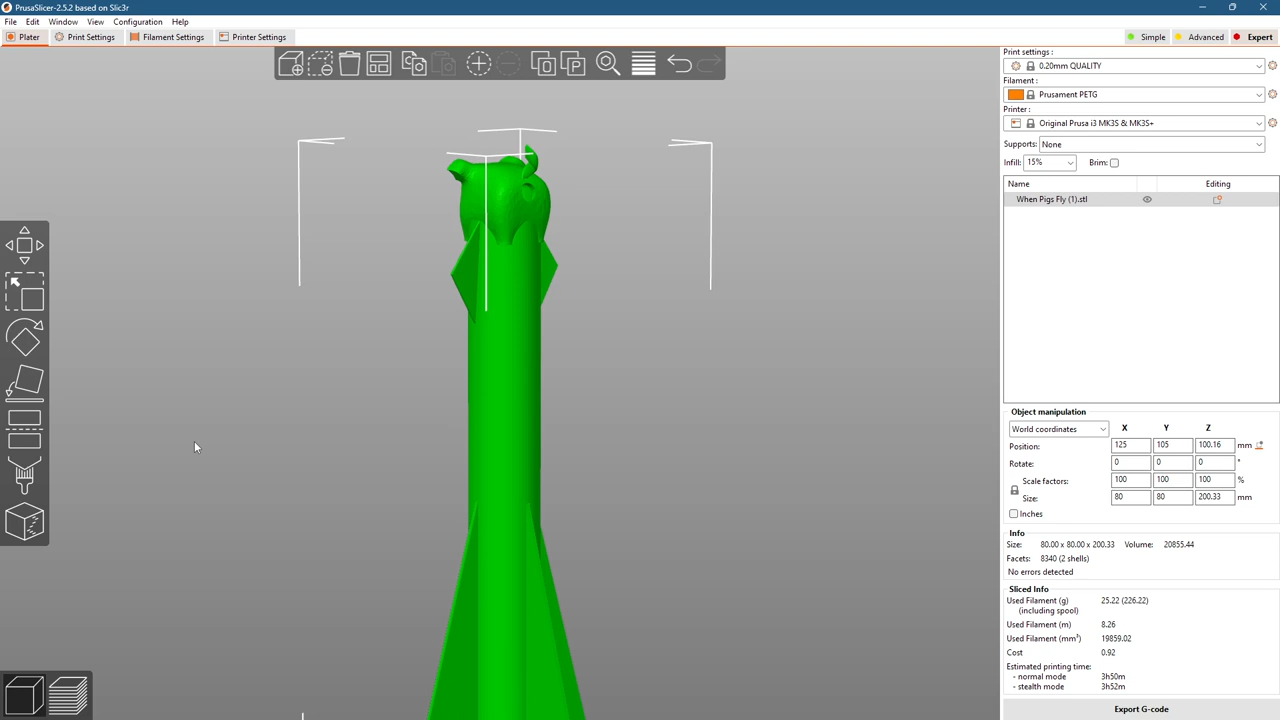 PrusaSlicer-2.5.2 based on Slic3r
File Edit Window View Configuration Help
Plater Print Settings Filament Settings Printer Settings Simple Advanced Expert
Print settings :
0.20mm QUALITY
Filament :
Prusament PETG
Printer :
Original Prusa i3 MK3S & MK3S+
Supports: None
Infill: 15% Brim:
Name Editing
When Pigs Fly (1).stl
Object manipulation
World coordinates X Y Z
Position: 125 105 100.16 mm
Rotate: 0 0 0 °
Scale factors: 100 100 100 %
Size: 80 80 200.33 mm
Inches
Info
Size: 80.00 x 80.00 x 200.33 Volume: 20855.44
Facets: 8340 (2 shells)
No errors detected
Sliced Info
Used Filament (g) 25.22 (226.22)
(including spool)
Used Filament (m) 8.26
Used Filament (mm³) 19859.02
Cost 0.92
Estimated printing time:
- normal mode 3h50m
- stealth mode 3h52m
Export G-code